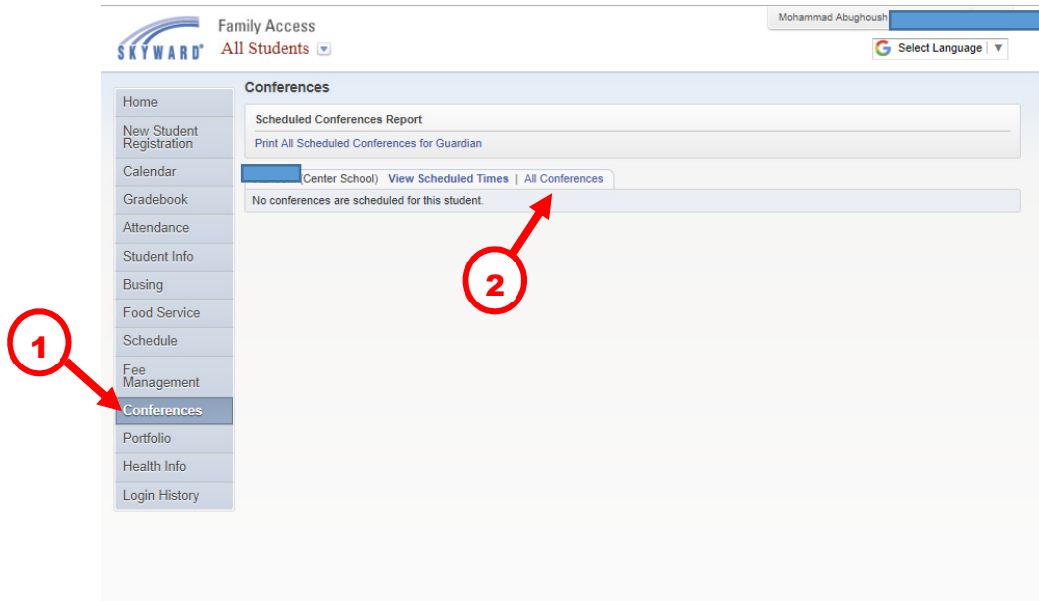 Mohammad Abughoush
SKYWARD®
Family Access
All Students
Select Language
Home
New Student
Registration
Calendar
Gradebook
Attendance
Student Info
Busing
Food Service
Schedule
Fee
Management
Conferences
Portfolio
Health Info
Login History
Conferences
Scheduled Conferences Report
Print All Scheduled Conferences for Guardian
(Center School) View Scheduled Times | All Conferences
No conferences are scheduled for this student.
1
2